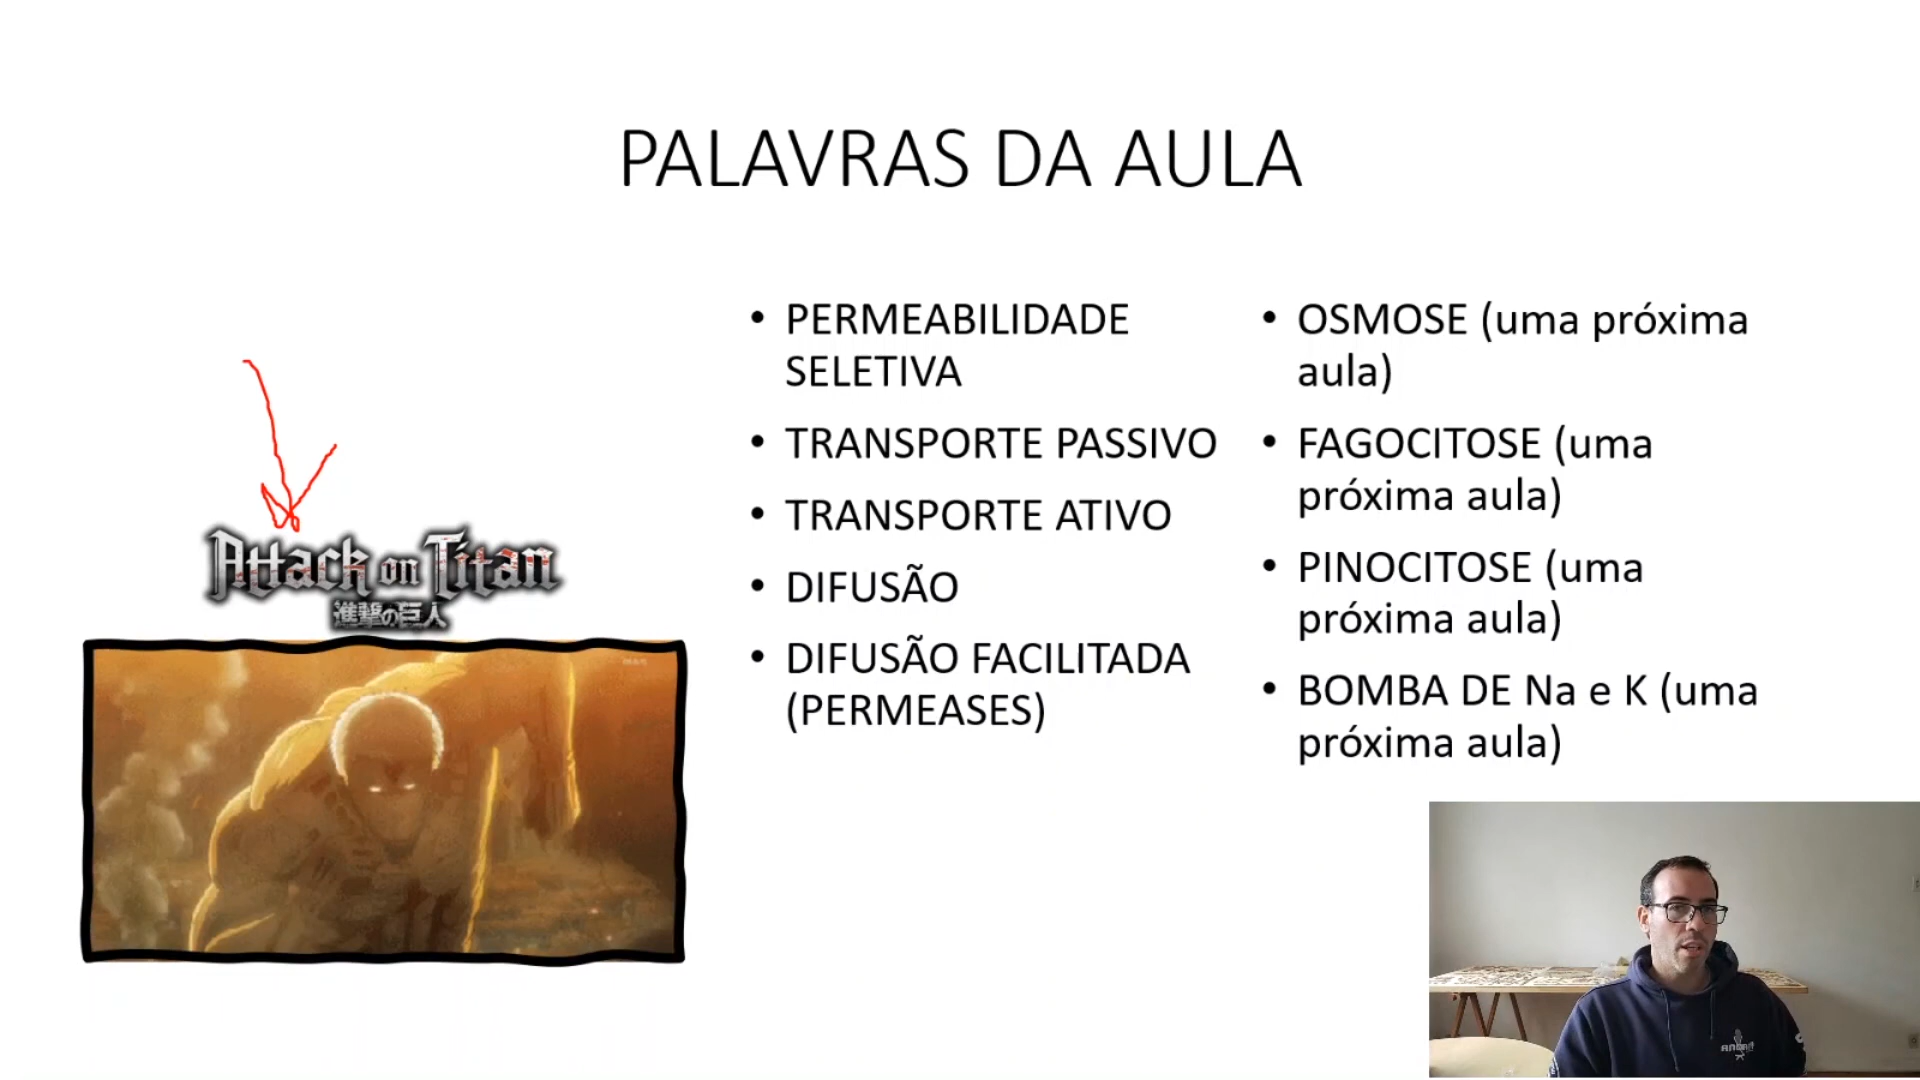 PALAVRAS DA AULA
• PERMEABILIDADE
SELETIVA
• TRANSPORTE PASSIVO
• TRANSPORTE ATIVO
• DIFUSÃO
• DIFUSÃO FACILITADA
(PERMEASES)
• OSMOSE (uma próxima
aula)
• FAGOCITOSE (uma
próxima aula)
• PINOCITOSE (uma
próxima aula)
• BOMBA DE Na e K (uma
próxima aula)
Attack on Titan
進撃の巨人